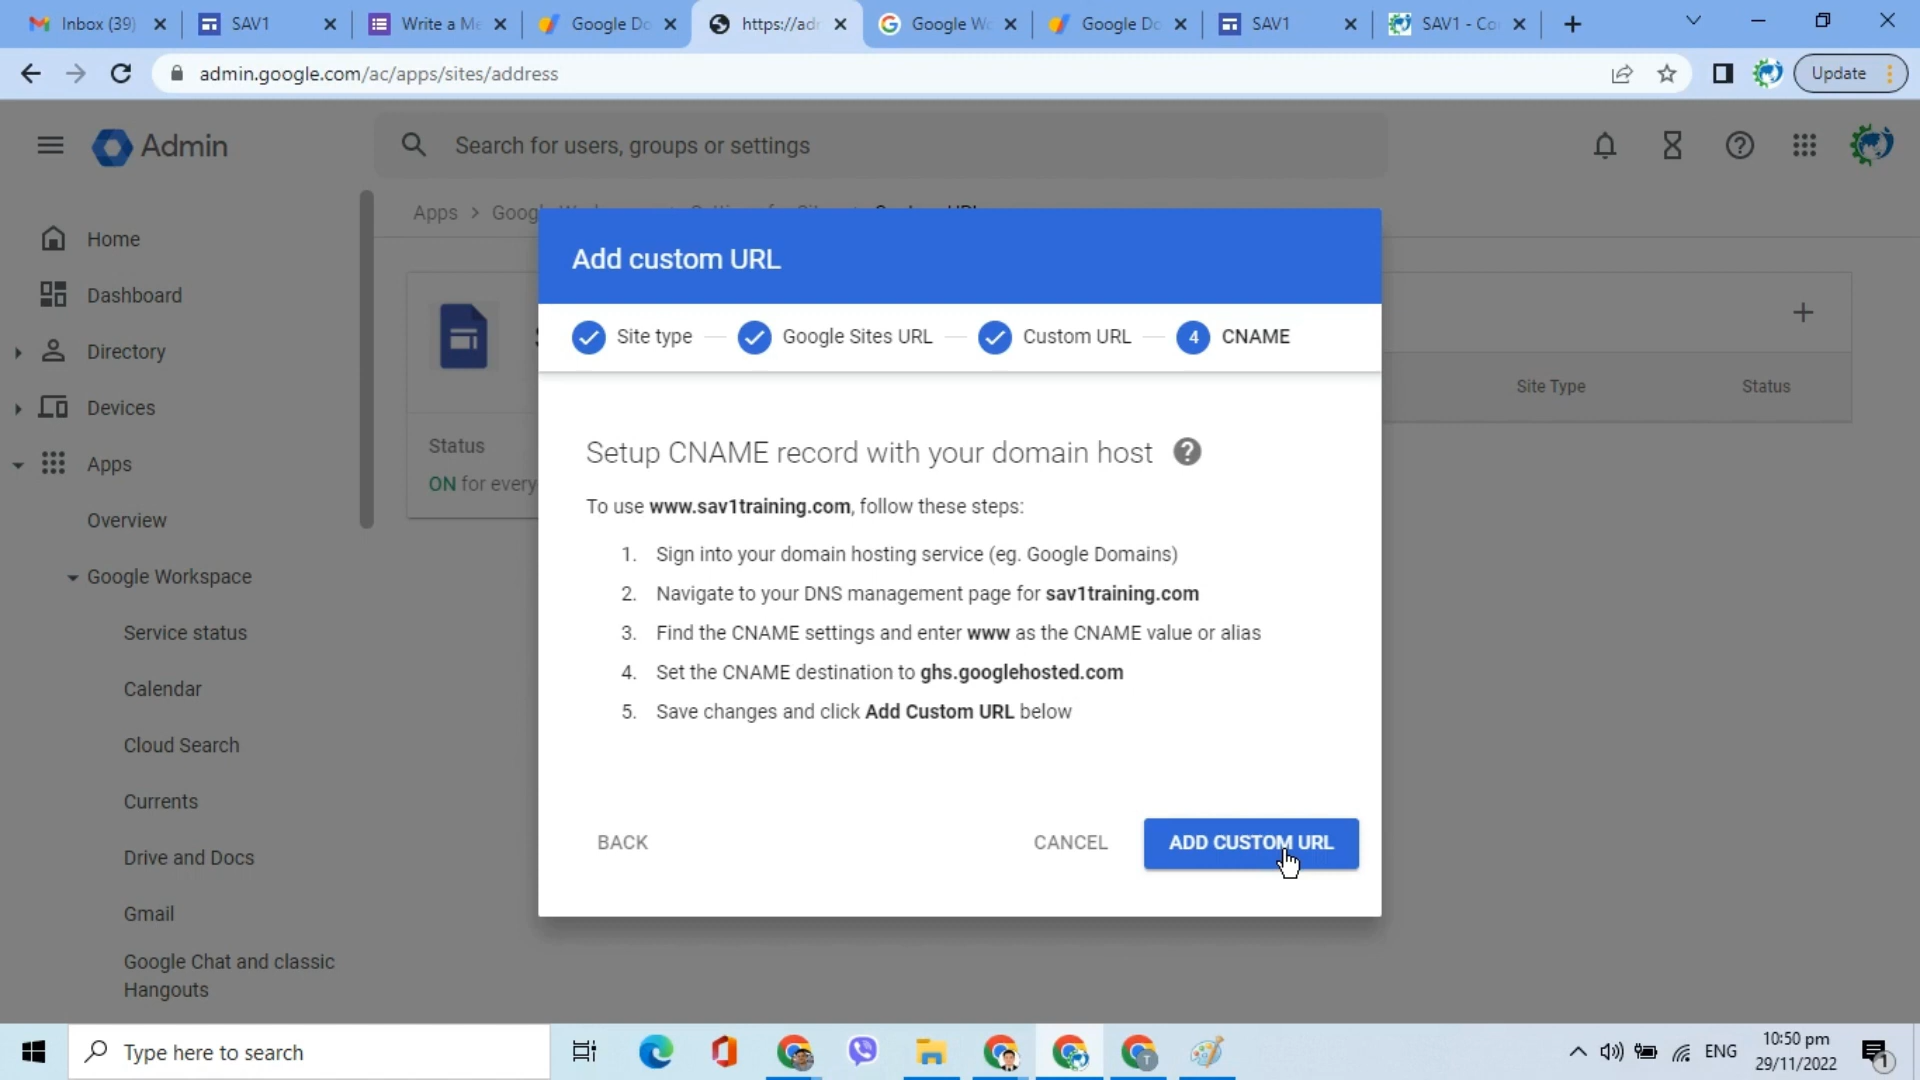 Inbox (39)
SAV1
Write a Me
Google Do
https://adm
Google Wo
Google Do
SAV1
SAV1 - Co
admin.google.com/ac/apps/sites/address
Update
Admin
Search for users, groups or settings
Home
Dashboard
Directory
Devices
Apps
Overview
Google Workspace
Service status
Calendar
Cloud Search
Currents
Drive and Docs
Gmail
Google Chat and classic
Hangouts
Apps > Goog
Status
ON for every
Site Type
Status
Add custom URL
Site type
Google Sites URL
Custom URL
4 CNAME
Setup CNAME record with your domain host
To use www.sav1training.com, follow these steps:
1. Sign into your domain hosting service (eg. Google Domains)
2. Navigate to your DNS management page for sav1training.com
3. Find the CNAME settings and enter www as the CNAME value or alias
4. Set the CNAME destination to ghs.googlehosted.com
5. Save changes and click Add Custom URL below
BACK
CANCEL
ADD CUSTOM URL
Type here to search
ENG
10:50 pm
29/11/2022
1